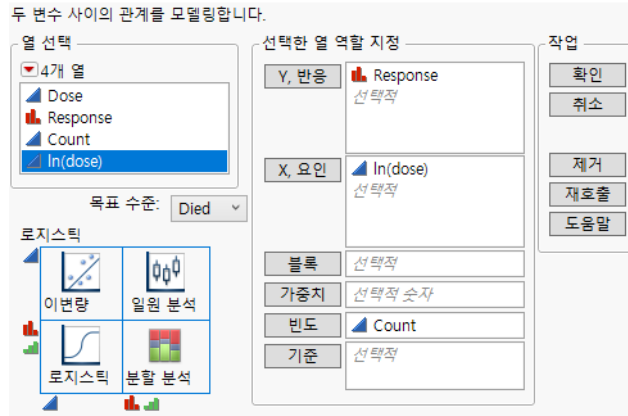 두 변수 사이의 관계를 모델링합니다.
열 선택
4개 열
Dose
Response
Count
ln(dose)
목표 수준: Died
로지스틱
이변량
일원 분석
로지스틱
분할 분석
선택한 열 역할 지정
Y, 반응
Response
선택적
X, 요인
ln(dose)
선택적
블록
선택적
가중치
선택적 숫자
빈도
Count
기준
선택적
작업
확인
취소
제거
재호출
도움말